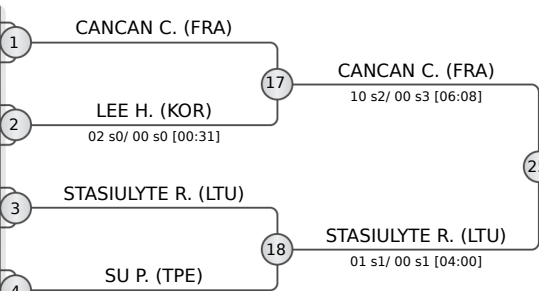 CANCAN C. (FRA)
1
17
CANCAN C. (FRA)
10 s2/ 00 s3 [06:08]
LEE H. (KOR)
2
02 s0/ 00 s0 [00:31]
STASIULYTE R. (LTU)
3
18
STASIULYTE R. (LTU)
01 s1/ 00 s1 [04:00]
SU P. (TPE)
4